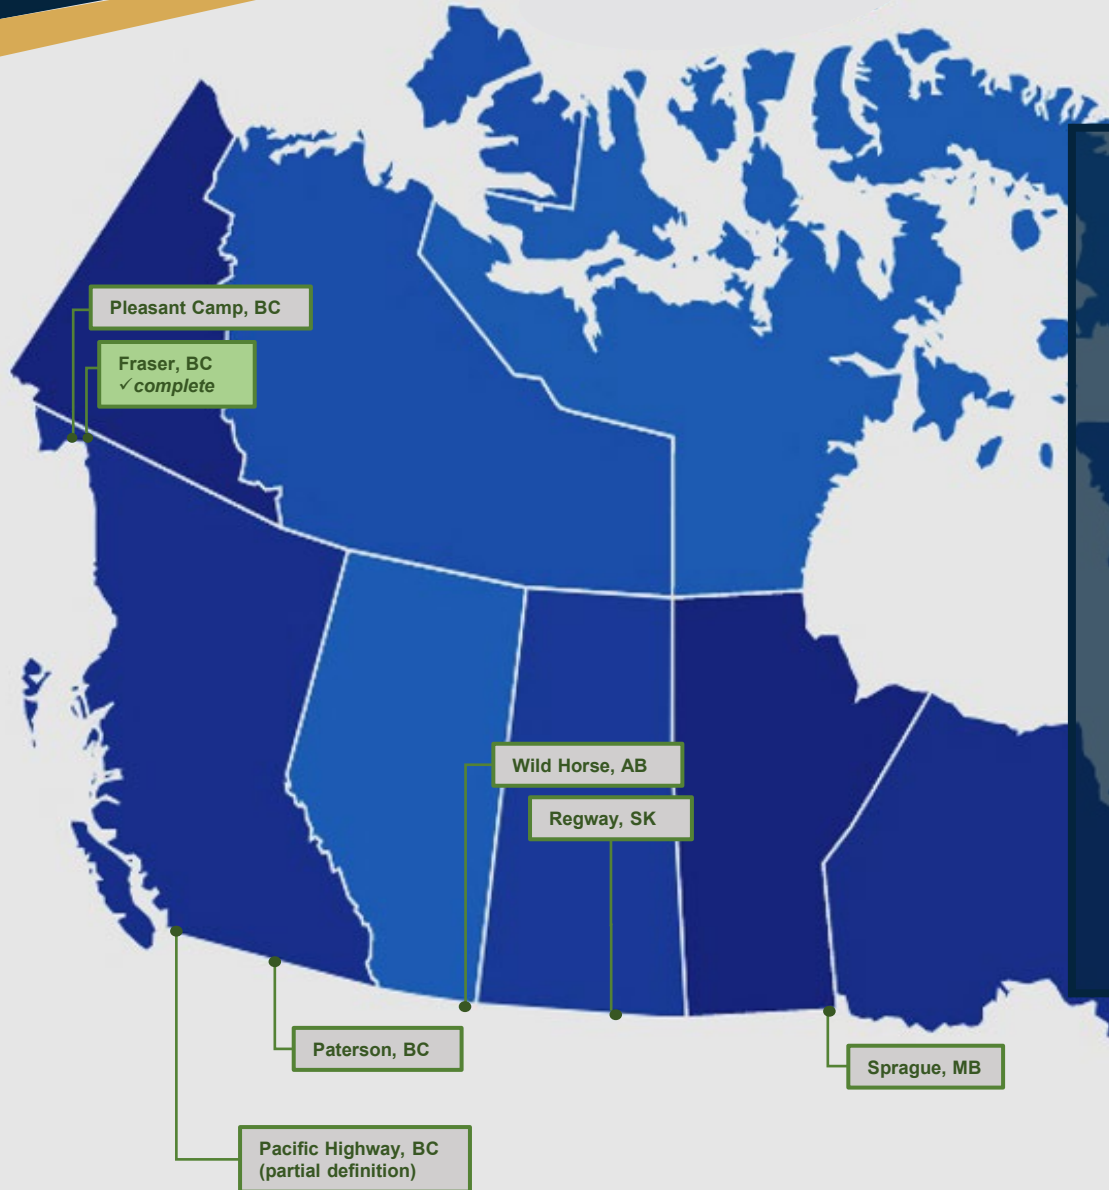 Pleasant Camp, BC
Fraser, BC
✓complete
Wild Horse, AB
Regway, SK
Paterson, BC
Sprague, MB
Pacific Highway, BC
(partial definition)